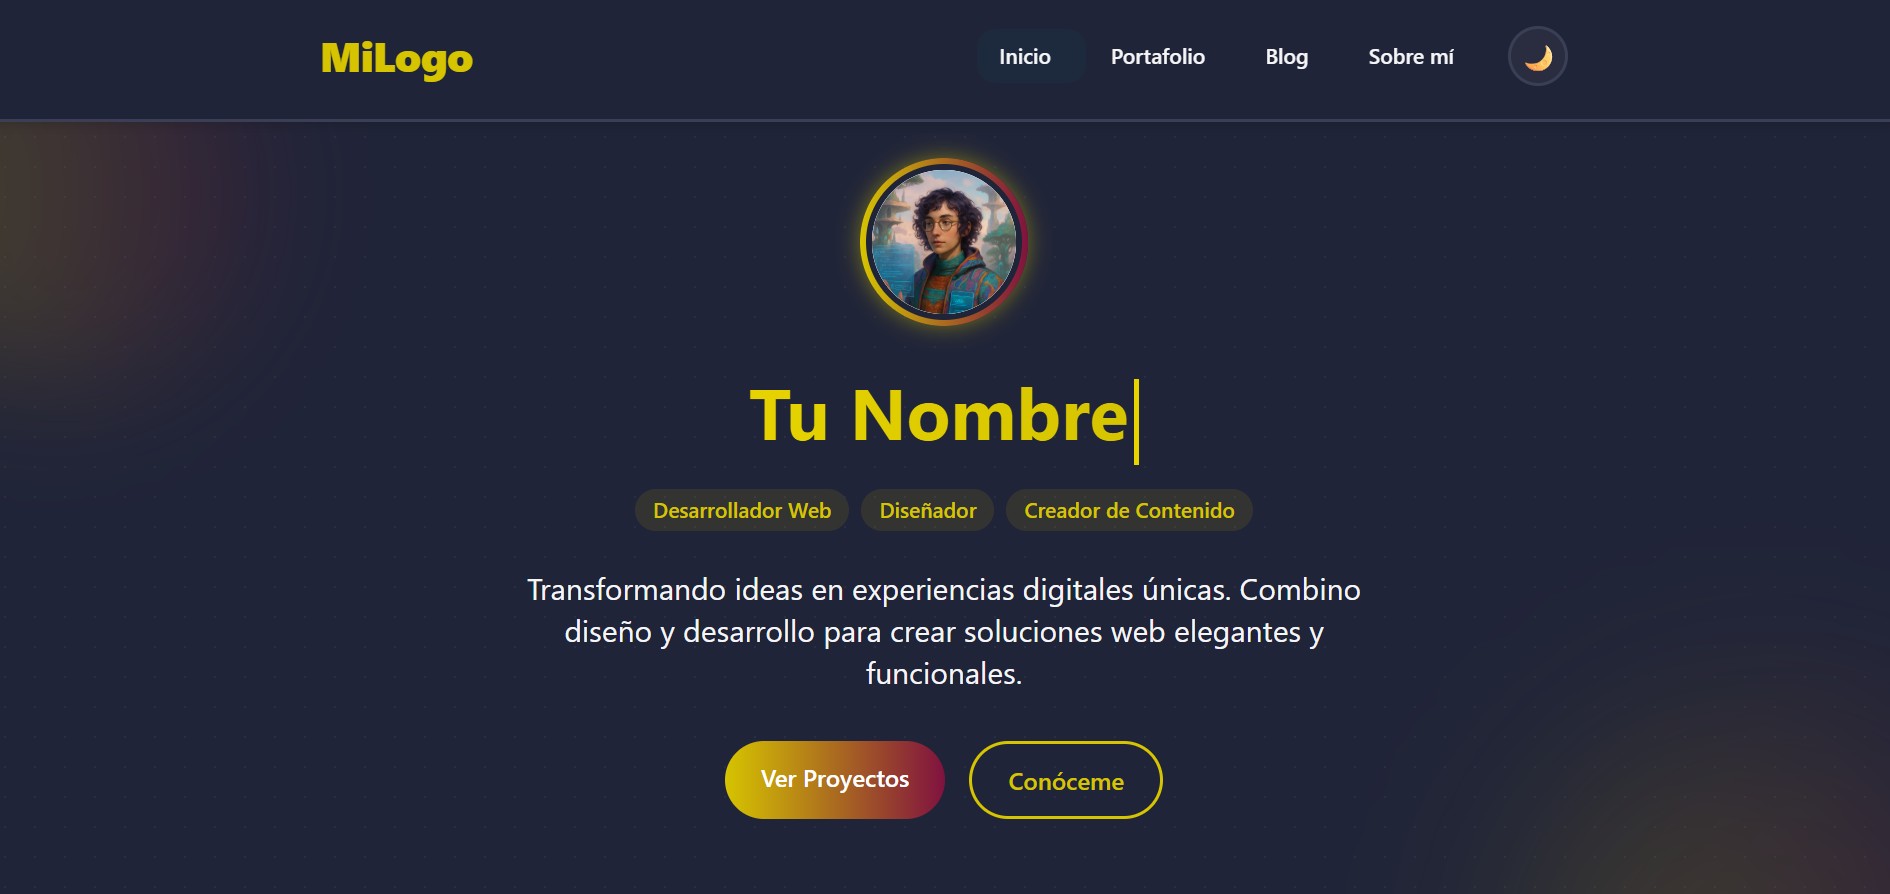 MiLogo
Inicio
Portafolio
Blog
Sobre mí
Tu Nombre
Desarrollador Web
Diseñador
Creador de Contenido
Transformando ideas en experiencias digitales únicas. Combino
diseño y desarrollo para crear soluciones web elegantes y
funcionales.
Ver Proyectos
Conóceme